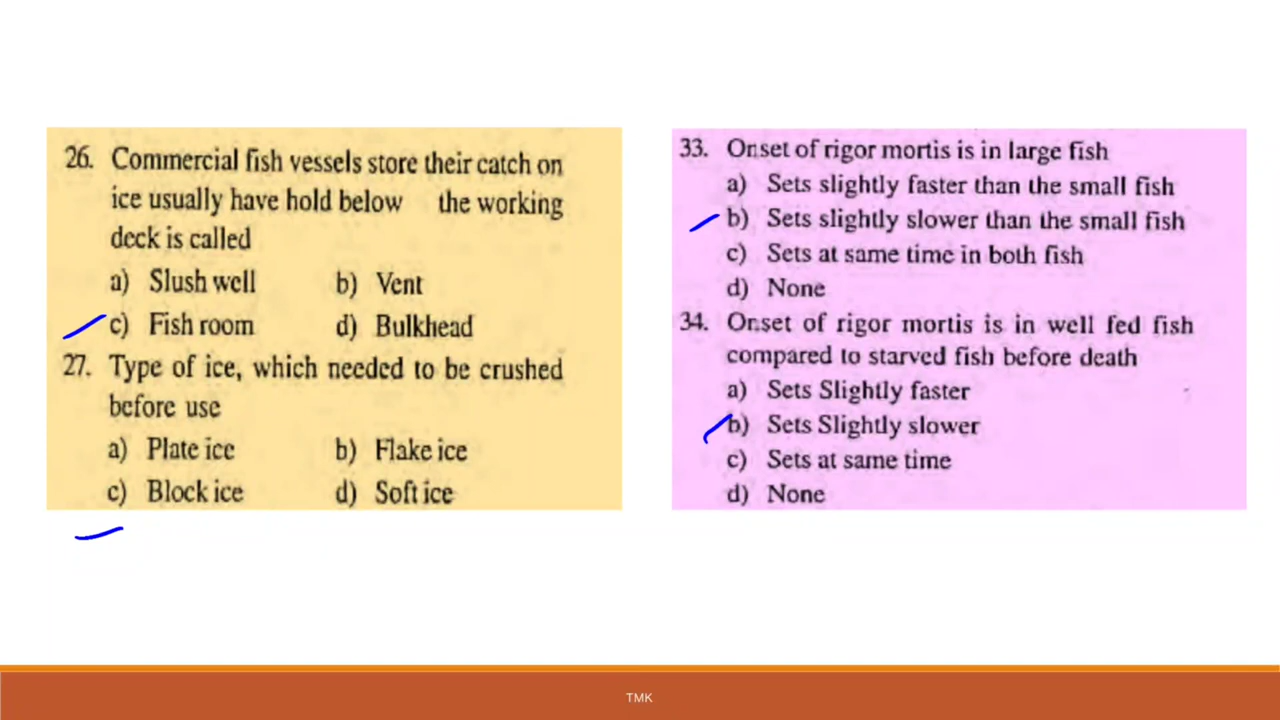 26. Commercial fish vessels store their catch on
ice usually have hold below the working
deck is called
a) Slush well b) Vent
c) Fish room d) Bulkhead
27. Type of ice, which needed to be crushed
before use
a) Plate ice b) Flake ice
c) Block ice d) Soft ice
33. Onset of rigor mortis is in large fish
a) Sets slightly faster than the small fish
b) Sets slightly slower than the small fish
c) Sets at same time in both fish
d) None
34. Onset of rigor mortis is in well fed fish
compared to starved fish before death
a) Sets Slightly faster
b) Sets Slightly slower
c) Sets at same time
d) None
TMK